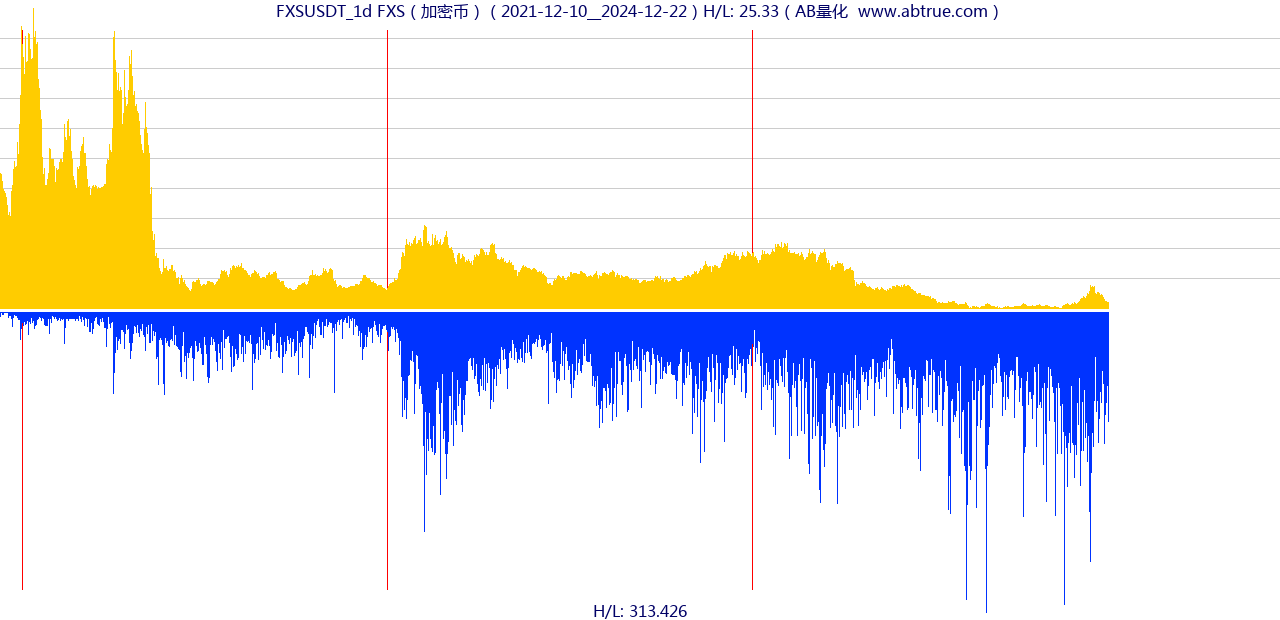 FXSUSDT_1d FXS ( 加密币 ) ( 2021-12-10__2024-12-22 ) H/L: 25.33 ( AB量化  www.abtrue.com )
H/L: 313.426